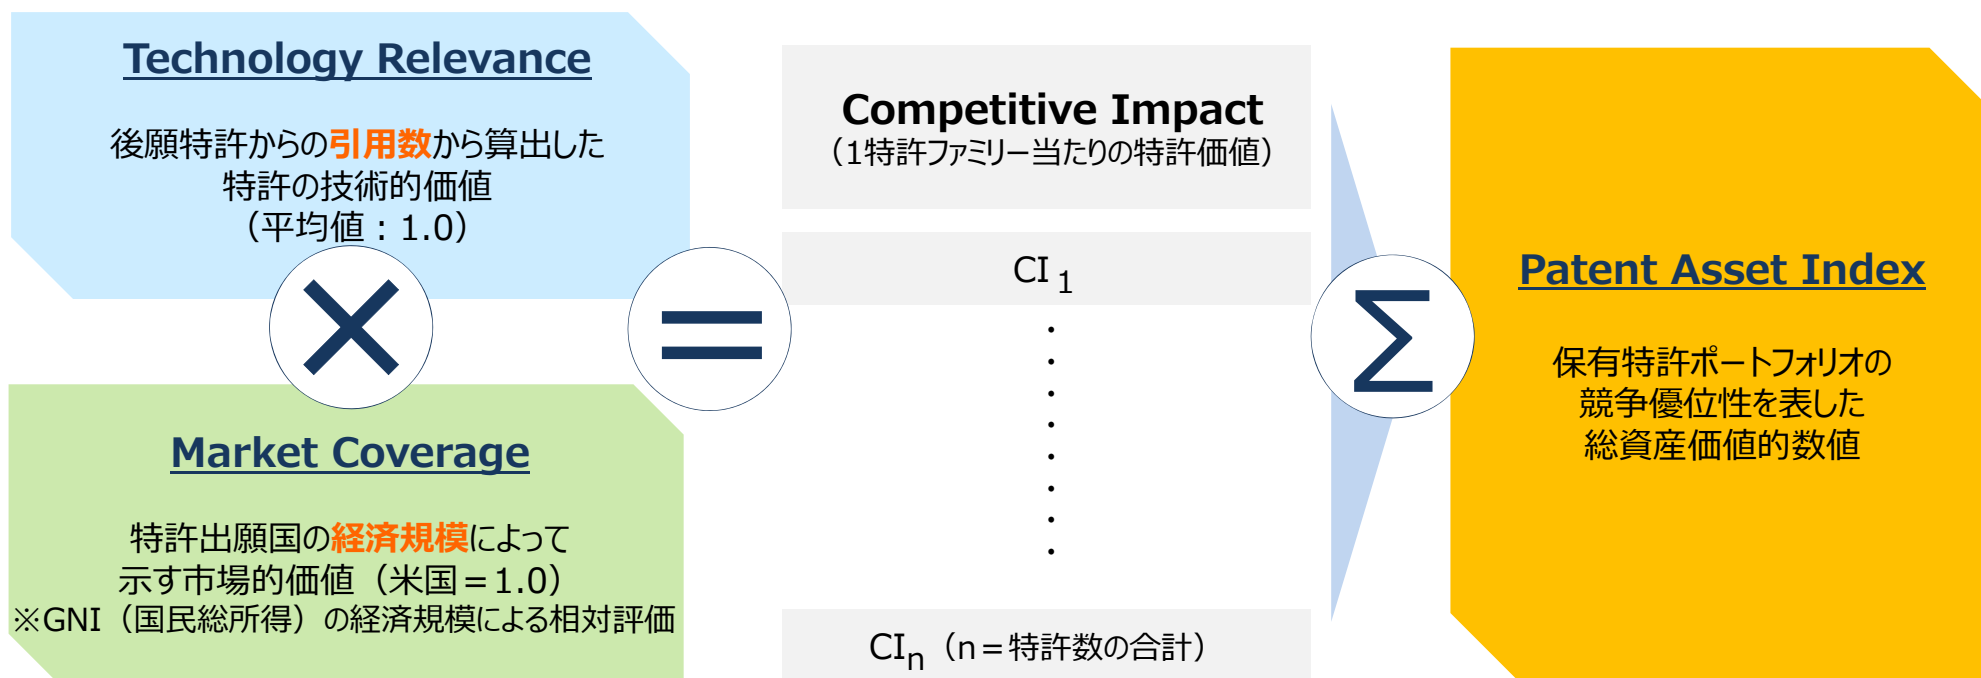 Technology Relevance
後願特許からの引用数から算出した
特許の技術的価値
（平均値：1.0）
×
Market Coverage
特許出願国の経済規模によって
示す市場的価値（米国＝1.0）
※GNI（国民総所得）の経済規模による相対評価
=
Competitive Impact
（1特許ファミリー当たりの特許価値）
CI 1
・
・
・
・
・
・
・
・
CIn（n＝特許数の合計）
Σ
Patent Asset Index
保有特許ポートフォリオの
競争優位性を表した
総資産価値的数値